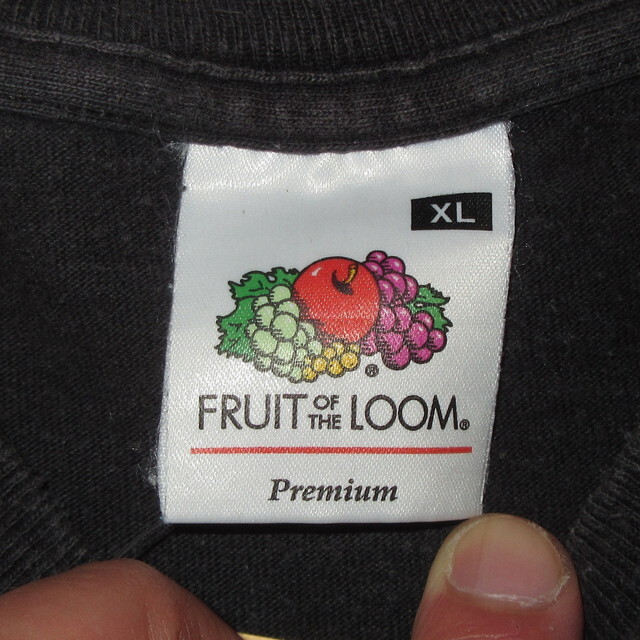 XL
®
FRUIT OF THE LOOM®
Premium